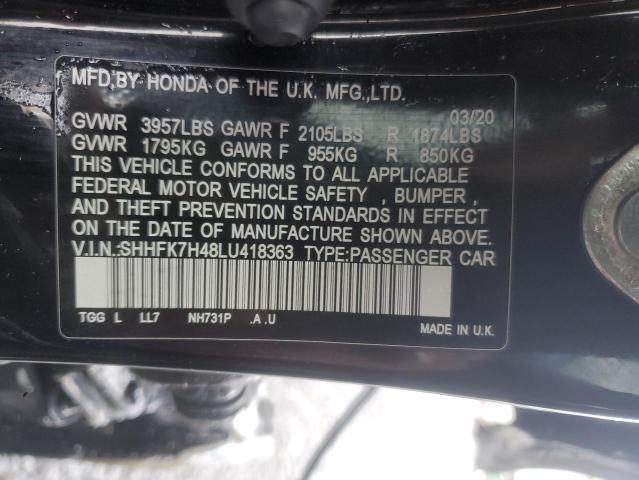 MFD.BY HONDA OF THE U.K. MFG.,LTD.
03/20
GVWR 3957LBS GAWR F 2105LBS R 1874LBS
GVWR 1795KG GAWR F 955KG R 850KG
THIS VEHICLE CONFORMS TO ALL APPLICABLE
FEDERAL MOTOR VEHICLE SAFETY , BUMPER ,
AND THEFT PREVENTION STANDARDS IN EFFECT
ON THE DATE OF MANUFACTURE SHOWN ABOVE.
V.I.N.:SHHFK7H48LU418363 TYPE:PASSENGER CAR
TGG L LL7 NH731P .A.U
MADE IN U.K.